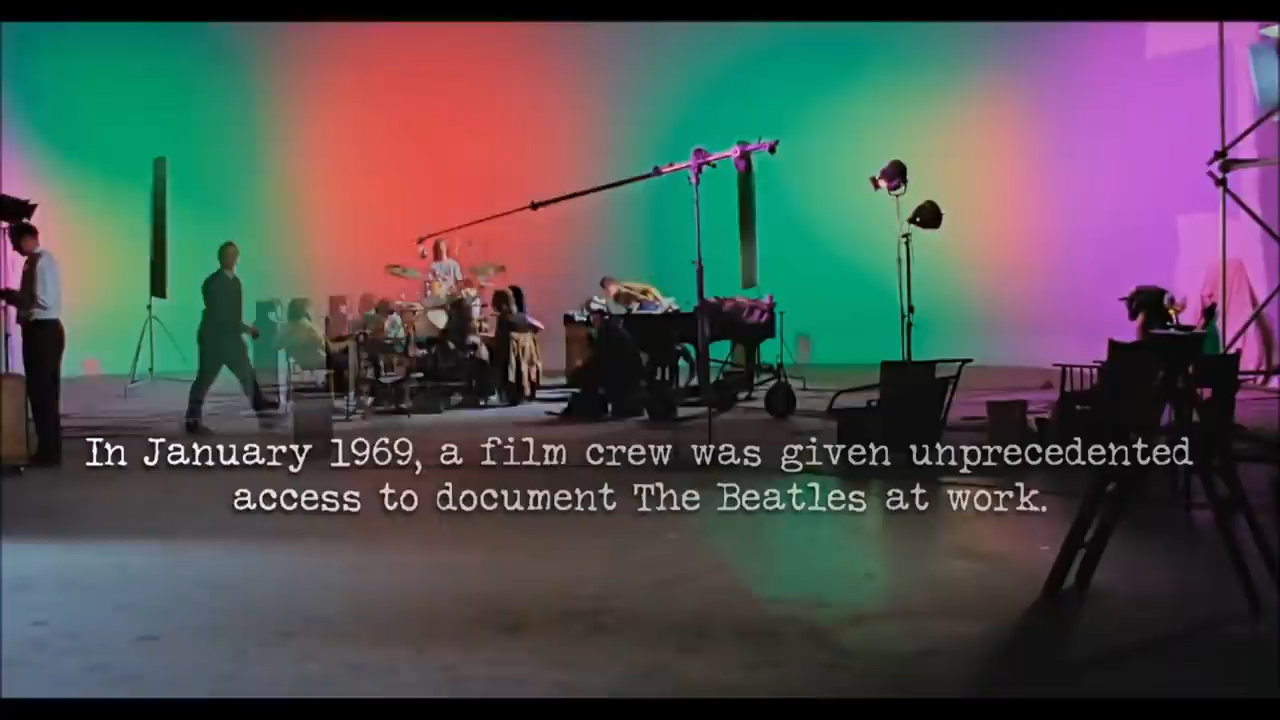 In January 1969, a film crew was given unprecedented
access to document The Beatles at work.